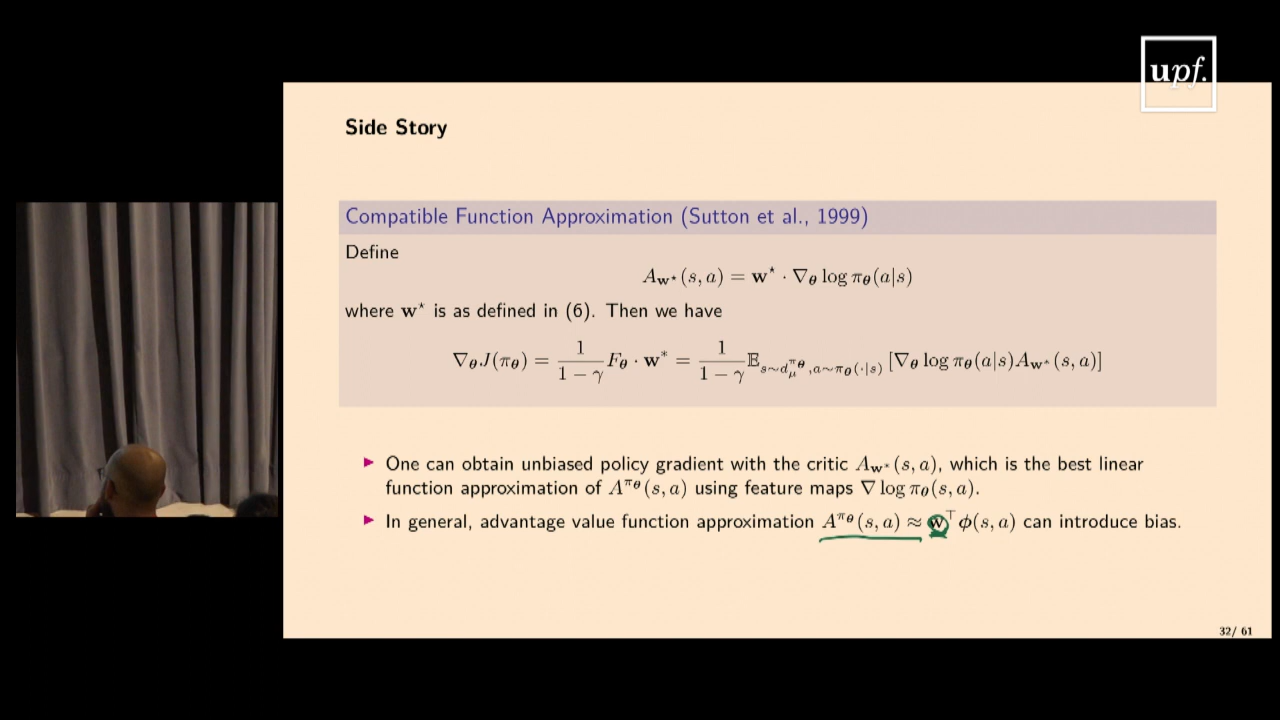 upf.
Side Story
Compatible Function Approximation (Sutton et al., 1999)
Define
A_{𝐰⋆}(s, a) = 𝐰⋆ · ∇_θ log π_θ(a|s)
where 𝐰⋆ is as defined in (6). Then we have
∇_θ J(π_θ) = \frac{1}{1 − γ} F_θ · 𝐰* = \frac{1}{1 − γ} 𝔼_{s∼d_μ^{π_θ}, a∼π_θ(·|s)} [∇_θ log π_θ(a|s) A_{𝐰*}(s, a)]
▶ One can obtain unbiased policy gradient with the critic A_{𝐰*}(s, a), which is the best linear
function approximation of A^{π_θ}(s, a) using feature maps ∇ log π_θ(s, a).
▶ In general, advantage value function approximation A^{π_θ}(s, a) ≈ 𝐰^⊤ϕ(s, a) can introduce bias.
32/ 61